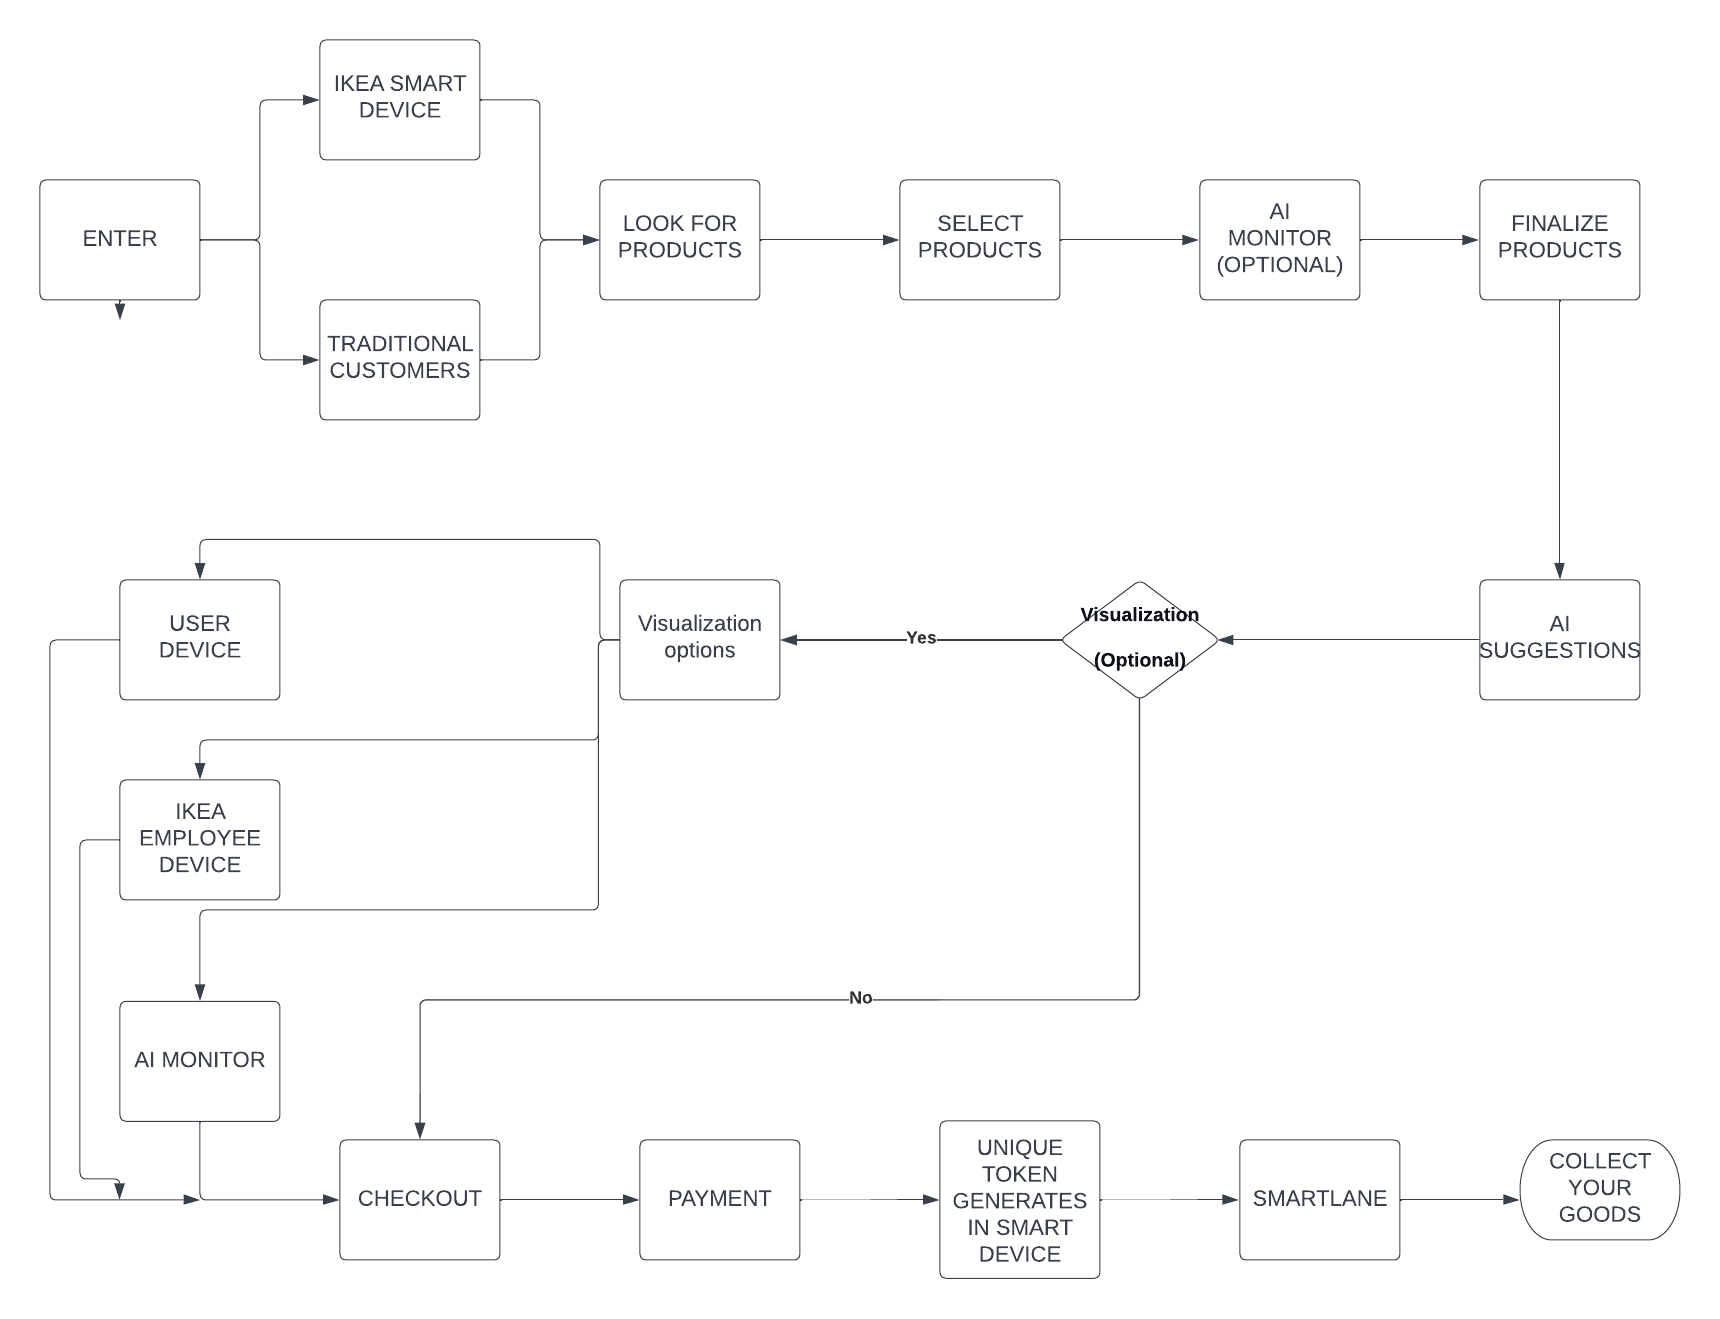 IKEA SMART
DEVICE
ENTER
TRADITIONAL
CUSTOMERS
LOOK FOR
PRODUCTS
SELECT
PRODUCTS
AI
MONITOR
(OPTIONAL)
FINALIZE
PRODUCTS
AI
SUGGESTIONS
Visualization
(Optional)
Yes
Visualization
options
USER
DEVICE
IKEA
EMPLOYEE
DEVICE
AI MONITOR
No
CHECKOUT
PAYMENT
UNIQUE
TOKEN
GENERATES
IN SMART
DEVICE
SMARTLANE
COLLECT
YOUR
GOODS